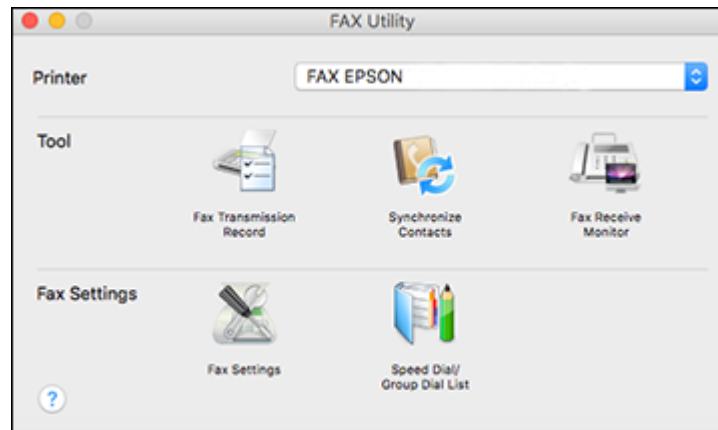 FAX Utility
Printer
FAX EPSON
Tool
Fax Transmission
Record
Synchronize
Contacts
Fax Receive
Monitor
Fax Settings
Fax Settings
Speed Dial/
Group Dial List
?